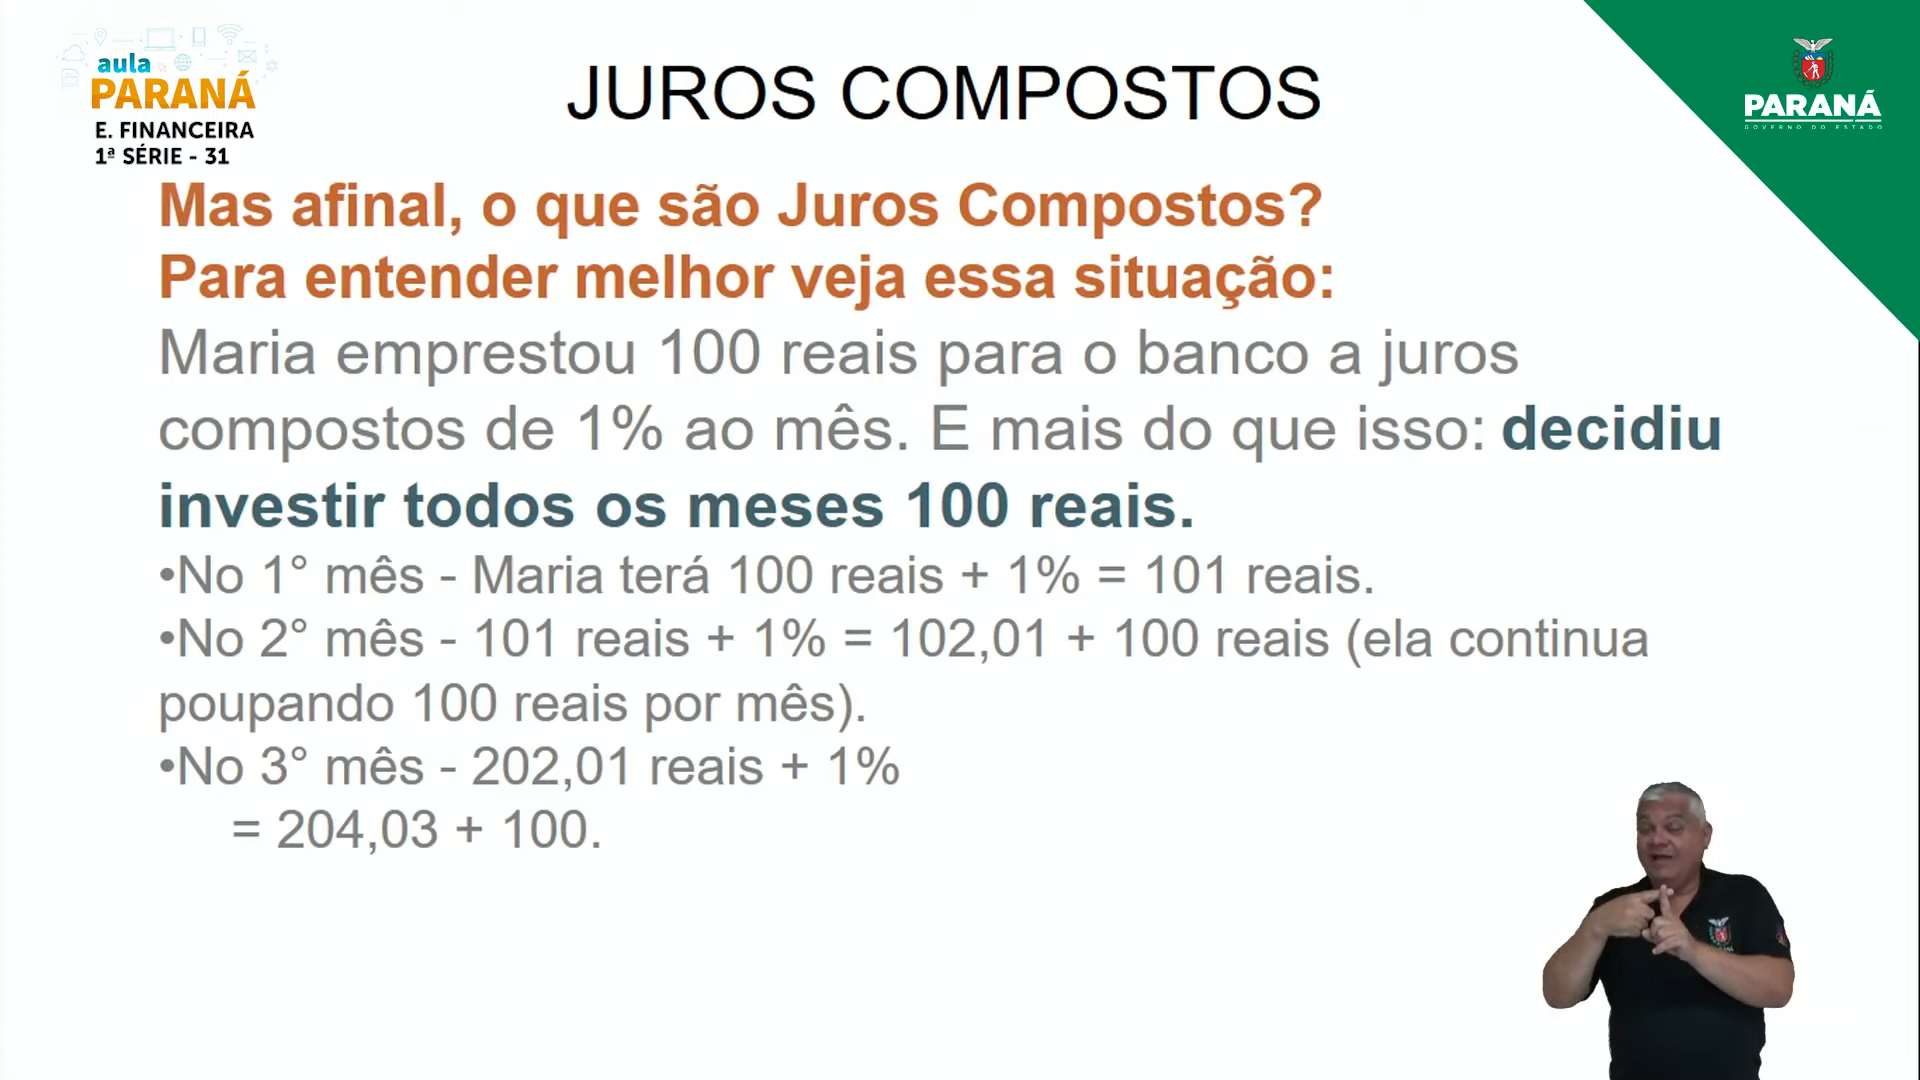 aula
PARANÁ
E. FINANCEIRA
1ª SÉRIE - 31
JUROS COMPOSTOS
PARANÁ
GOVERNO DO ESTADO
Mas afinal, o que são Juros Compostos?
Para entender melhor veja essa situação:
Maria emprestou 100 reais para o banco a juros
compostos de 1% ao mês. E mais do que isso: decidiu
investir todos os meses 100 reais.
•No 1° mês - Maria terá 100 reais + 1% = 101 reais.
•No 2° mês - 101 reais + 1% = 102,01 + 100 reais (ela continua
poupando 100 reais por mês).
•No 3° mês - 202,01 reais + 1%
= 204,03 + 100.